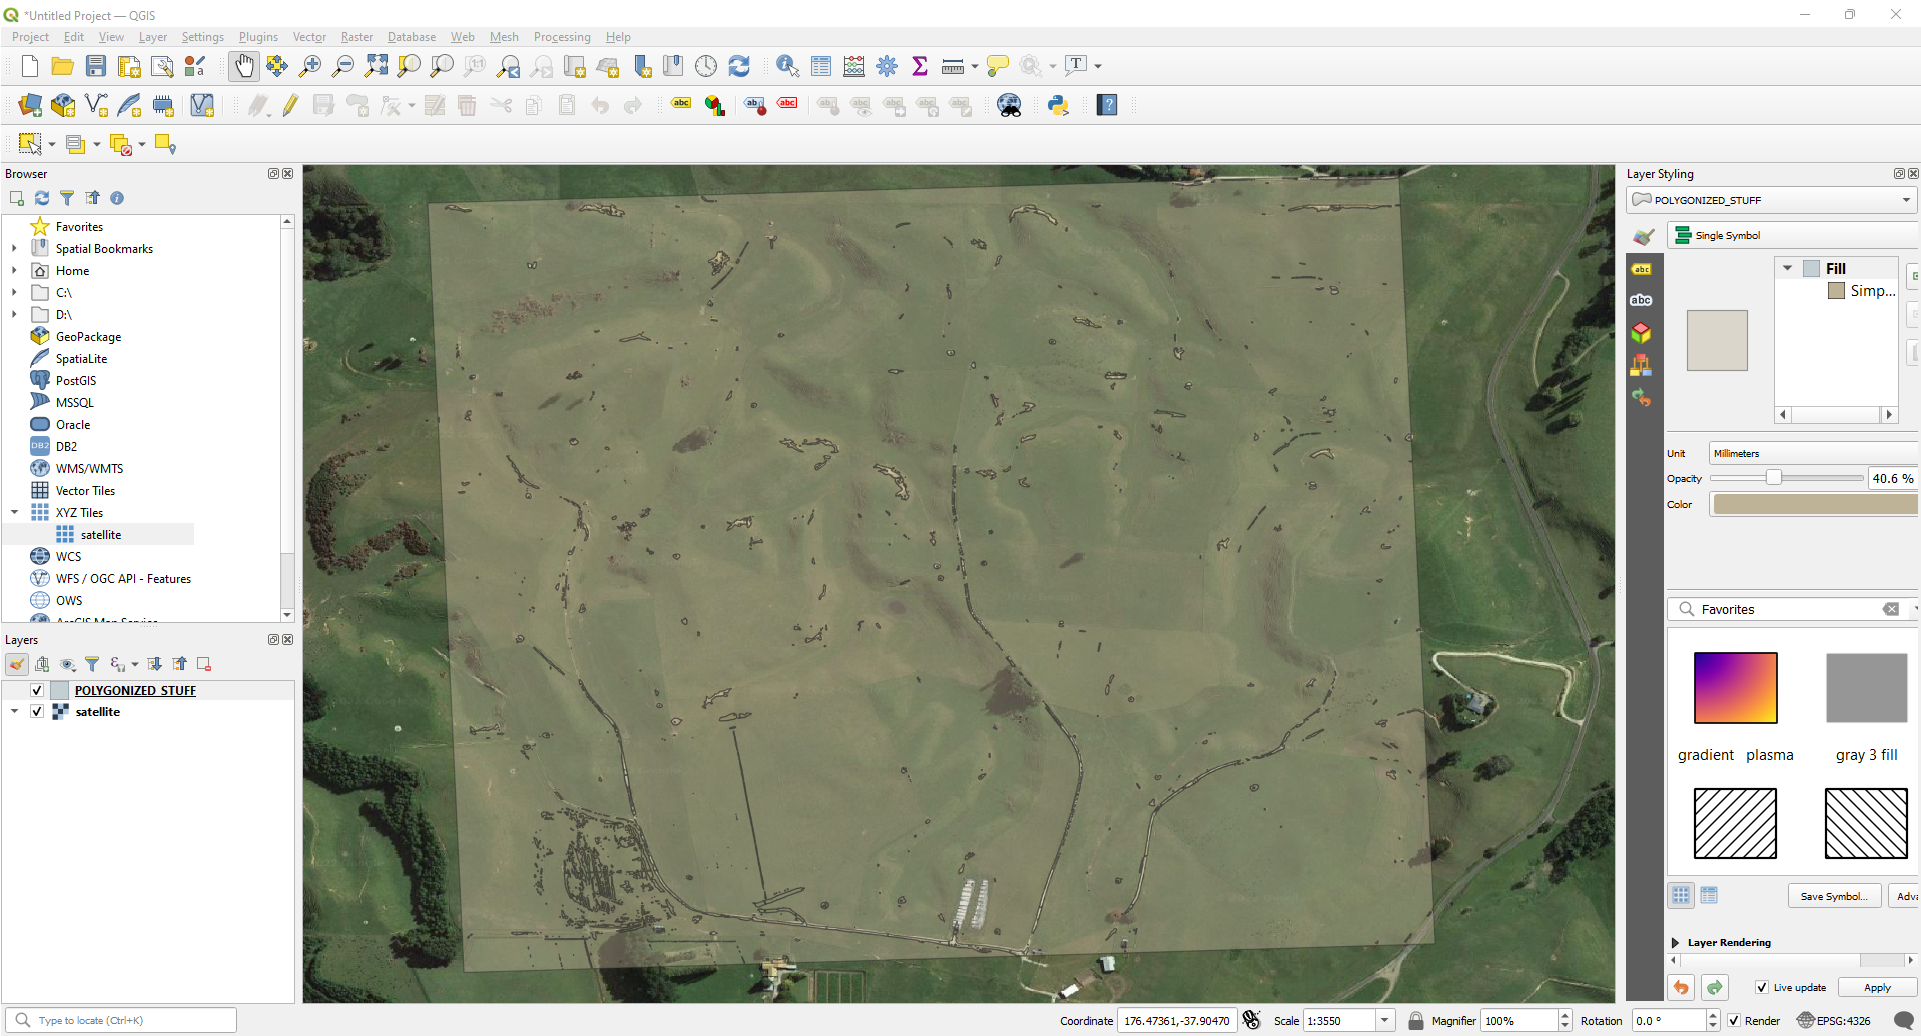 *Untitled Project — QGIS
Project Edit View Layer Settings Plugins Vector Raster Database Web Mesh Processing Help
Browser
Favorites
Spatial Bookmarks
Home
C:\
D:\
GeoPackage
SpatiaLite
PostGIS
MSSQL
Oracle
DB2
WMS/WMTS
Vector Tiles
XYZ Tiles
satellite
WCS
WFS / OGC API - Features
OWS
Layers
POLYGONIZED_STUFF
satellite
Layer Styling
POLYGONIZED_STUFF
Single Symbol
Fill
Simp...
Unit Millimeters
Opacity 40.6 %
Color
Favorites
gradient plasma
gray 3 fill
Save Symbol...
Layer Rendering
Live update
Apply
Type to locate (Ctrl+K)
Coordinate 176.47361,-37.90470 Scale 1:3550 Magnifier 100% Rotation 0.0 ° Render EPSG:4326